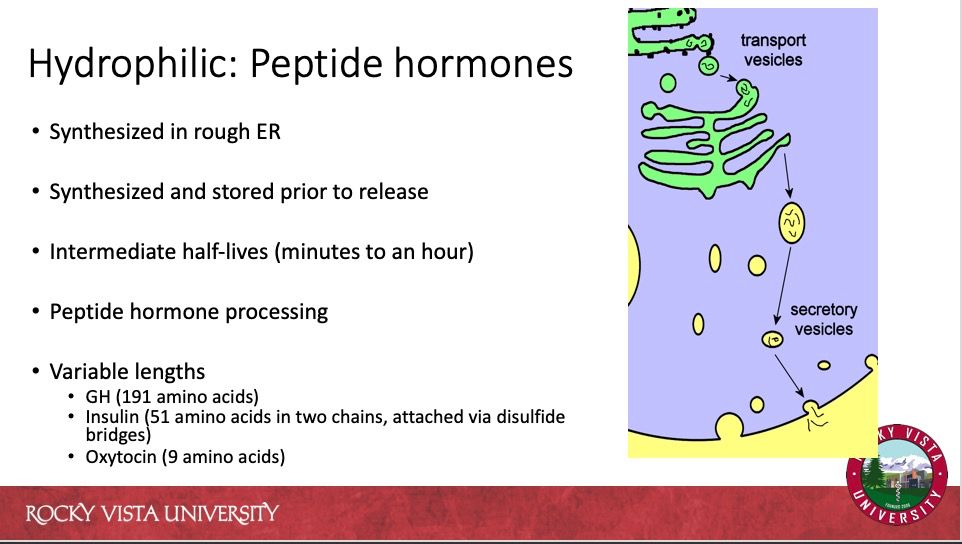 Hydrophilic: Peptide hormones
• Synthesized in rough ER
• Synthesized and stored prior to release
• Intermediate half-lives (minutes to an hour)
• Peptide hormone processing
• Variable lengths
• GH (191 amino acids)
• Insulin (51 amino acids in two chains, attached via disulfide
bridges)
• Oxytocin (9 amino acids)
transport
vesicles
secretory
vesicles
ROCKY VISTA UNIVERSITY
KY VISTA
UNIVERSITY